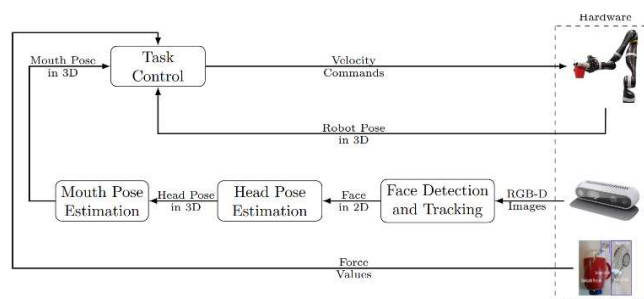 Hardware
Task
Control
Mouth Pose
in 3D
Velocity
Commands
Robot Pose
in 3D
Mouth Pose
Estimation
Head Pose
in 3D
Head Pose
Estimation
Face
in 2D
Face Detection
and Tracking
RGB-D
Images
Force
Values